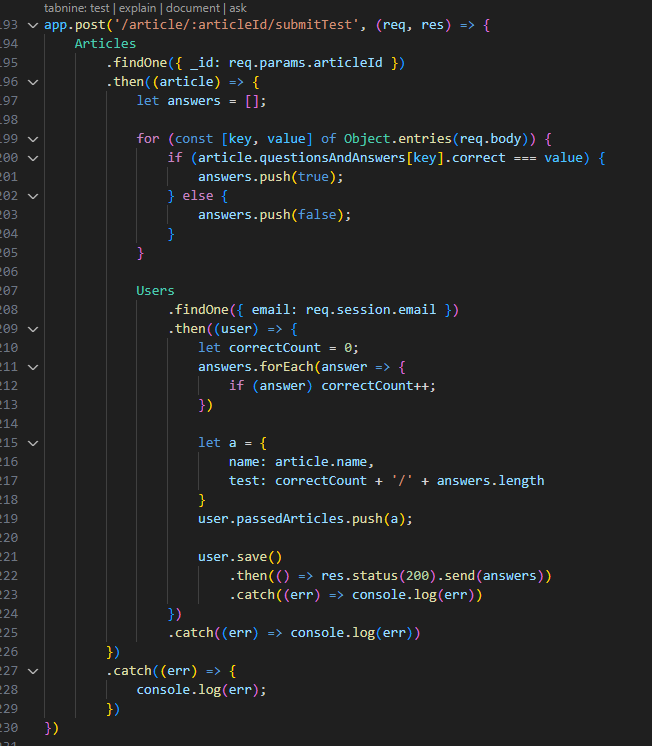 tabnine: test | explain | document | ask
193 app.post('/article/:articleId/submitTest', (req, res) => {
194     Articles
195         .findOne({ _id: req.params.articleId })
196         .then((article) => {
197             let answers = [];
198
199             for (const [key, value] of Object.entries(req.body)) {
200                 if (article.questionsAndAnswers[key].correct === value) {
201                     answers.push(true);
202                 } else {
203                     answers.push(false);
204                 }
205             }
206
207             Users
208                 .findOne({ email: req.session.email })
209                 .then((user) => {
210                     let correctCount = 0;
211                     answers.forEach(answer => {
212                         if (answer) correctCount++;
213                     })
214
215                     let a = {
216                         name: article.name,
217                         test: correctCount + '/' + answers.length
218                     }
219                     user.passedArticles.push(a);
220
221                     user.save()
222                         .then(() => res.status(200).send(answers))
223                         .catch((err) => console.log(err))
224                 })
225                 .catch((err) => console.log(err))
226         })
227         .catch((err) => {
228             console.log(err);
229         })
230 })